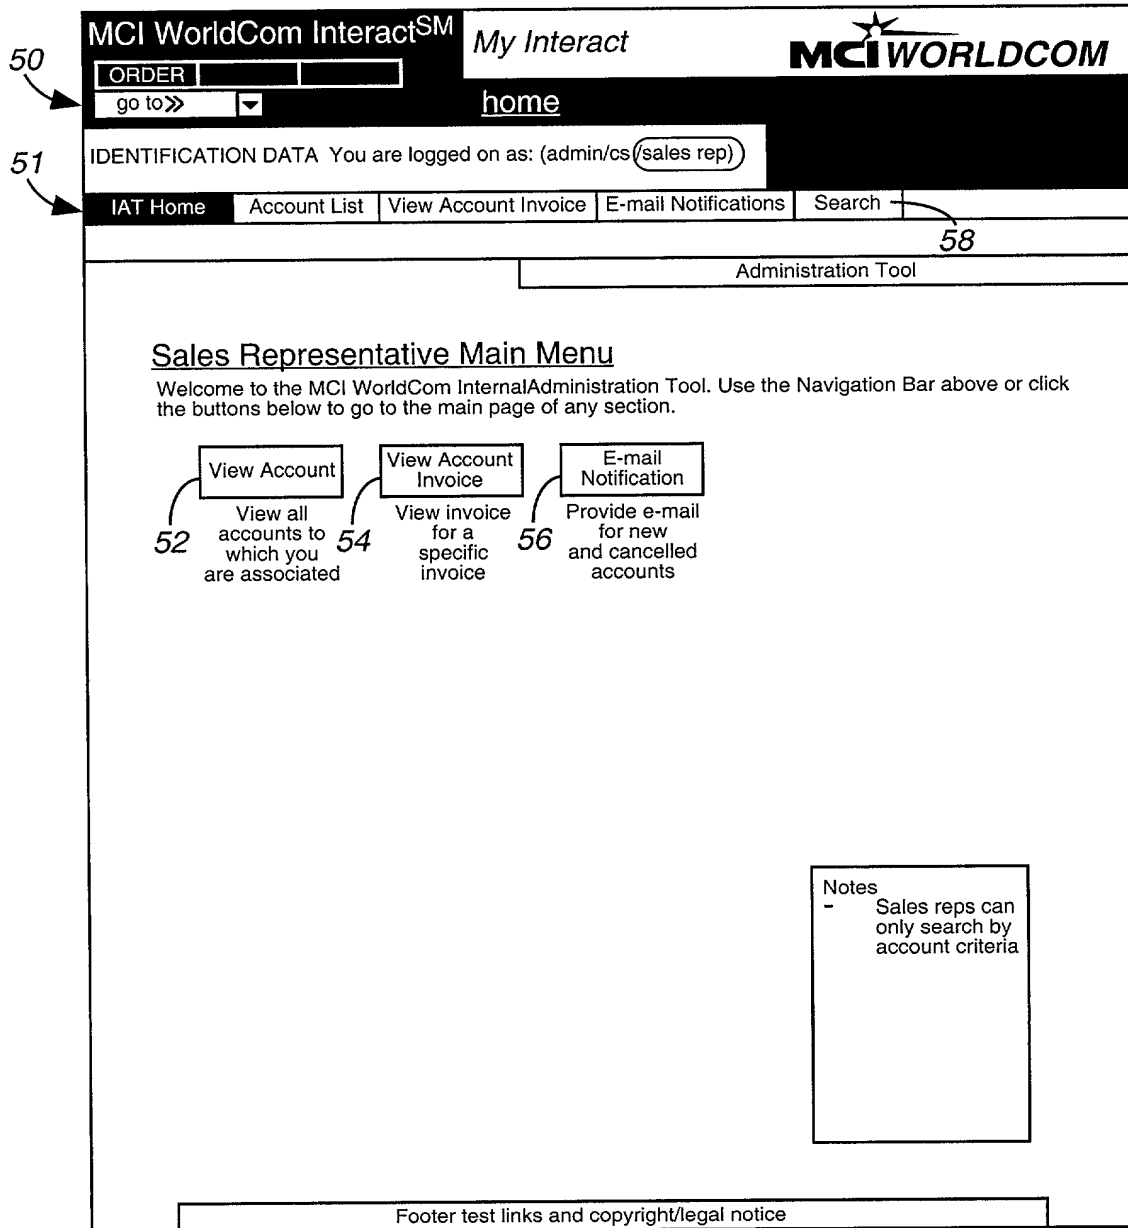 MCI WorldCom InteractSM
My Interact
MCI WORLDCOM
50
ORDER
go to>>
home
IDENTIFICATION DATA You are logged on as: (admin/cs/sales rep)
51
IAT Home Account List View Account Invoice E-mail Notifications Search
58
Administration Tool
Sales Representative Main Menu
Welcome to the MCI WorldCom InternalAdministration Tool. Use the Navigation Bar above or click
the buttons below to go to the main page of any section.
View Account
52
View all
accounts to
which you
are associated
View Account
Invoice
54
View invoice
for a
specific
invoice
E-mail
Notification
56
Provide e-mail
for new
and cancelled
accounts
Notes
- Sales reps can
only search by
account criteria
Footer test links and copyright/legal notice